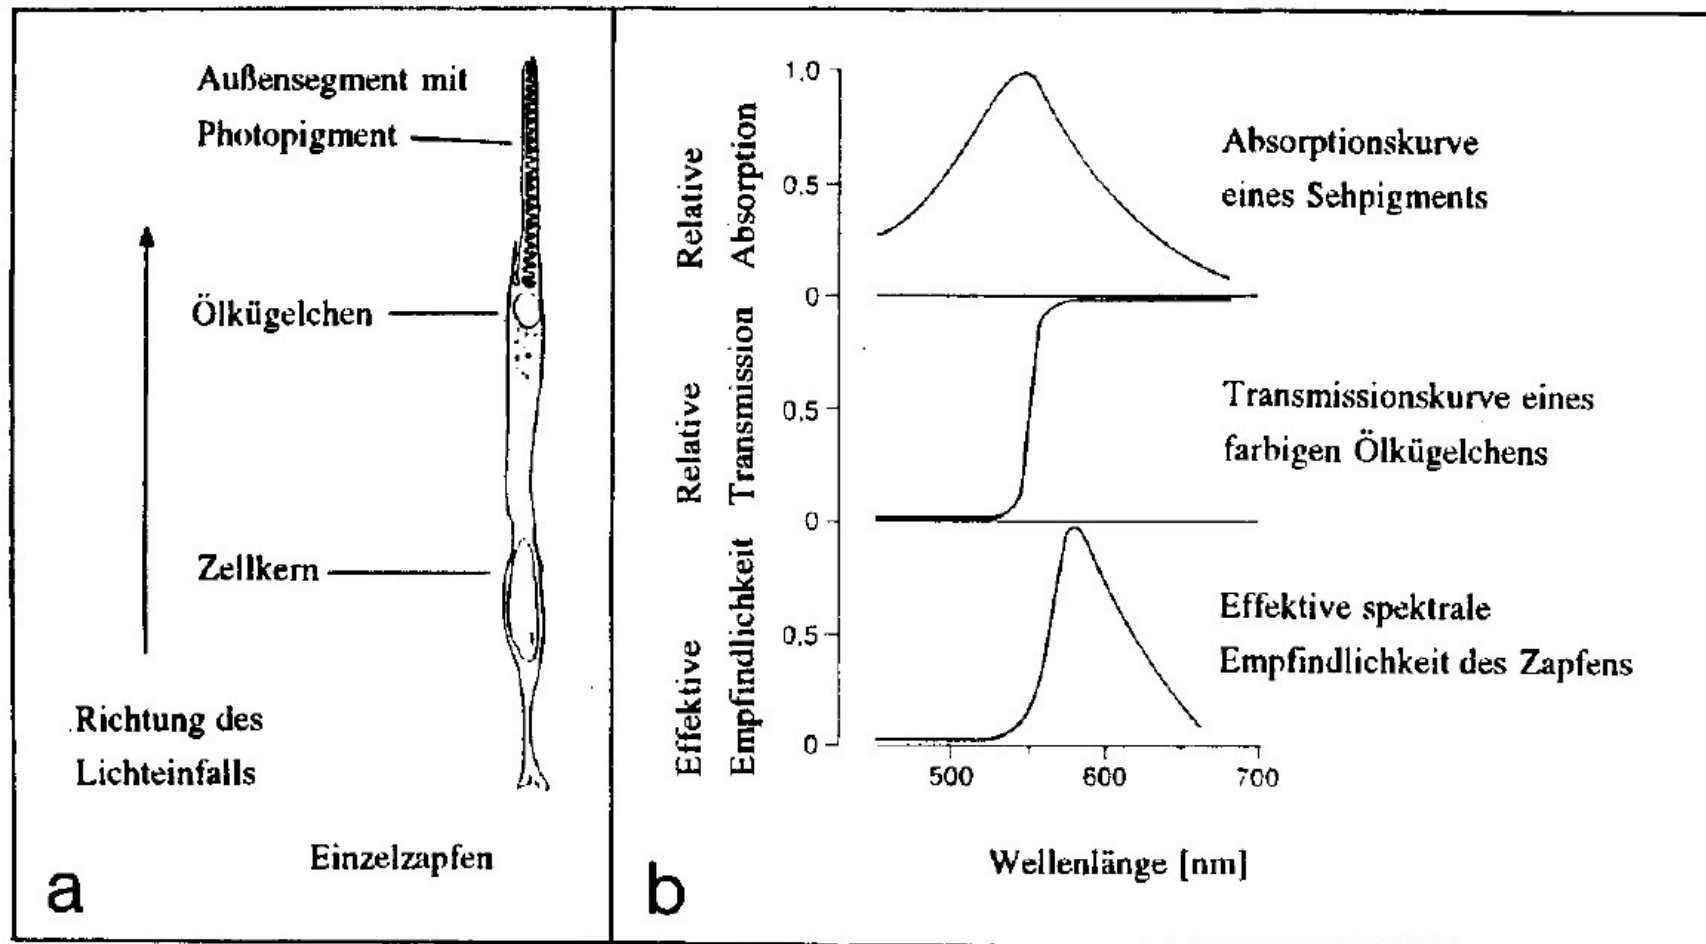 Außensegment mit
Photopigment
Ölkügelchen
Zellkern
Richtung des
Lichteinfalls
Einzelzapfen
a
Relative
Absorption
1.0
0.5
0
Absorptionskurve
eines Sehpigments
Relative
Transmission
0.5
0
Transmissionskurve eines
farbigen Ölkügelchens
Effektive
Empfindlichkeit
0.5
0
Effektive spektrale
Empfindlichkeit des Zapfens
500 600 700
Wellenlänge [nm]
b